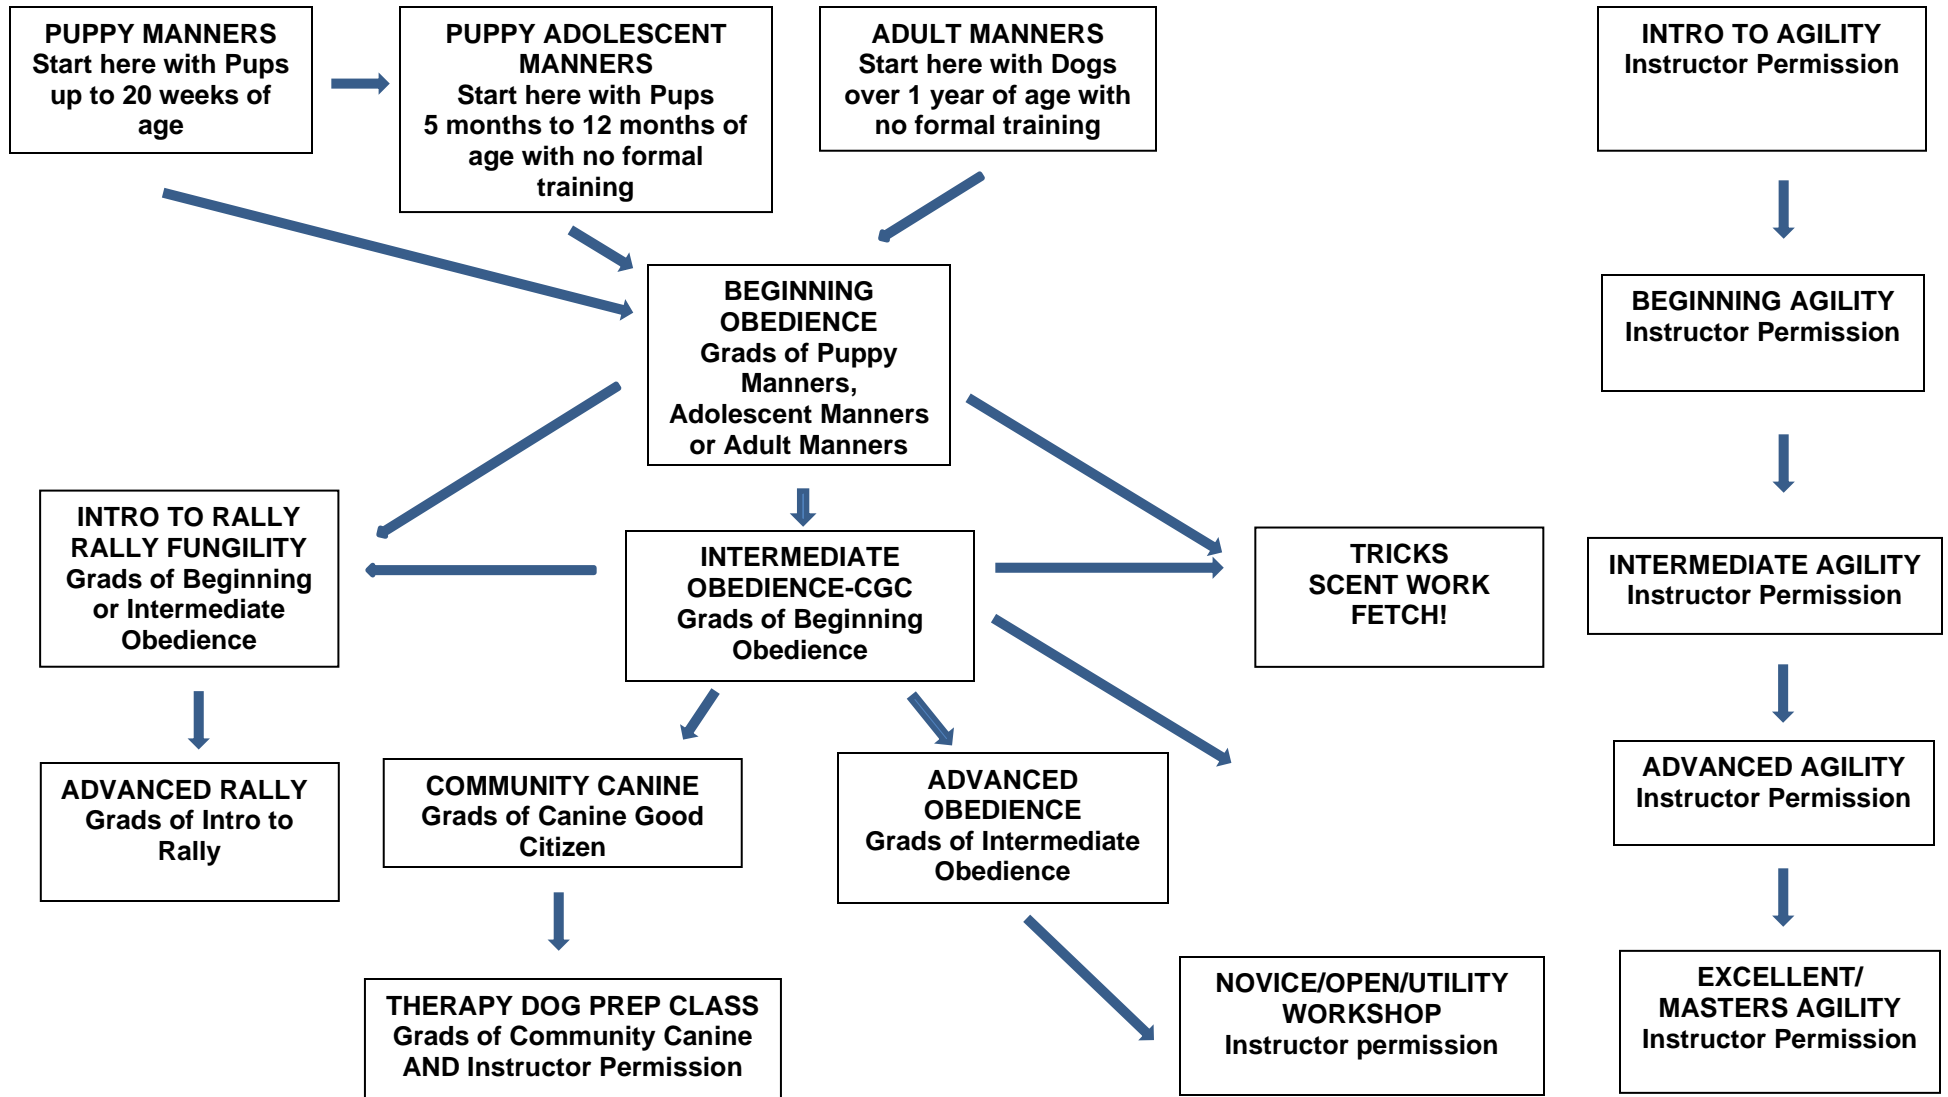 PUPPY MANNERS
Start here with Pups
up to 20 weeks of
age
PUPPY ADOLESCENT
MANNERS
Start here with Pups
5 months to 12 months of
age with no formal
training
ADULT MANNERS
Start here with Dogs
over 1 year of age with
no formal training
INTRO TO AGILITY
Instructor Permission
BEGINNING
OBEDIENCE
Grads of Puppy
Manners,
Adolescent Manners
or Adult Manners
BEGINNING AGILITY
Instructor Permission
INTRO TO RALLY
RALLY FUNGILITY
Grads of Beginning
or Intermediate
Obedience
INTERMEDIATE
OBEDIENCE-CGC
Grads of Beginning
Obedience
TRICKS
SCENT WORK
FETCH!
INTERMEDIATE AGILITY
Instructor Permission
ADVANCED RALLY
Grads of Intro to
Rally
COMMUNITY CANINE
Grads of Canine Good
Citizen
ADVANCED
OBEDIENCE
Grads of Intermediate
Obedience
ADVANCED AGILITY
Instructor Permission
THERAPY DOG PREP CLASS
Grads of Community Canine
AND Instructor Permission
NOVICE/OPEN/UTILITY
WORKSHOP
Instructor permission
EXCELLENT/
MASTERS AGILITY
Instructor Permission